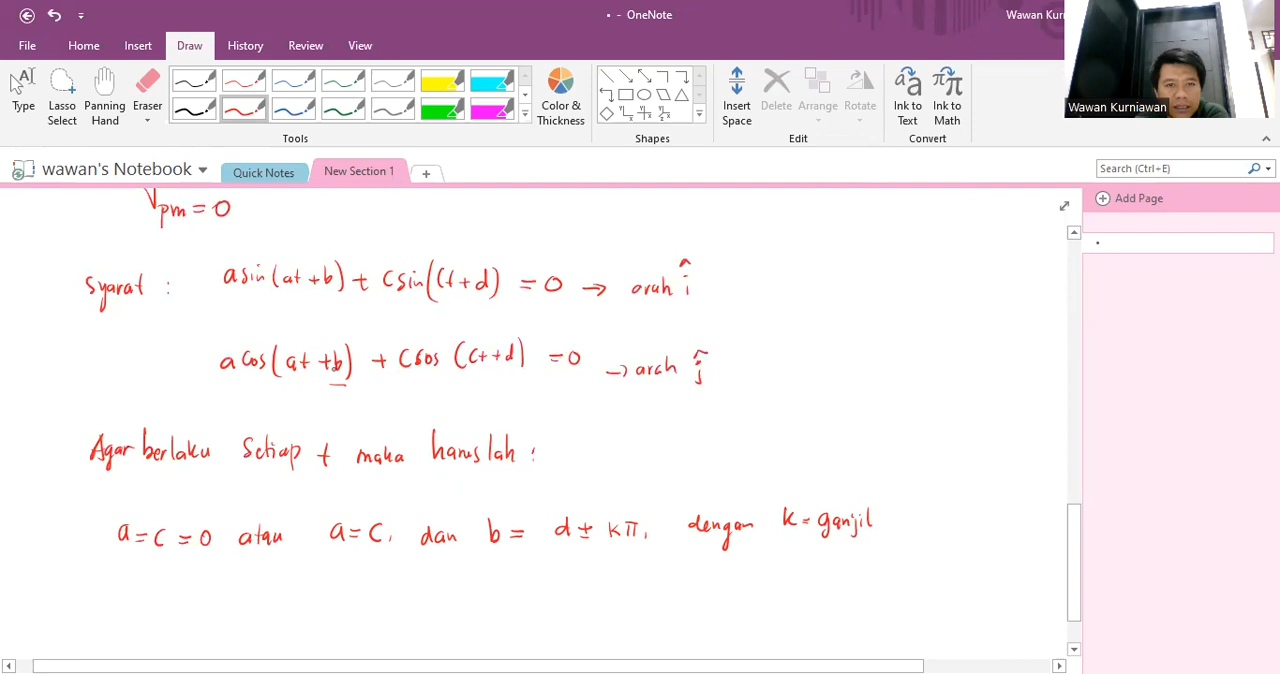 - OneNote
Wawan Kur
File Home Insert Draw History Review View
Type
Lasso Select
Panning Hand
Eraser
Tools
Color & Thickness
Shapes
Insert Space
Delete
Arrange
Rotate
Edit
Ink to Text
Ink to Math
Convert
Wawan Kurniawan
wawan's Notebook
Quick Notes
New Section 1
Search (Ctrl+E)
Add Page
V pm = 0
Syarat : a sin(at + b) + c sin(ct + d) = 0 → arah î
a cos(at + b) + c cos(ct + d) = 0 → arah ĵ
Agar berlaku Setiap t maka haruslah :
a = c = 0 atau a = c, dan b = d ± kπ, dengan k = ganjil